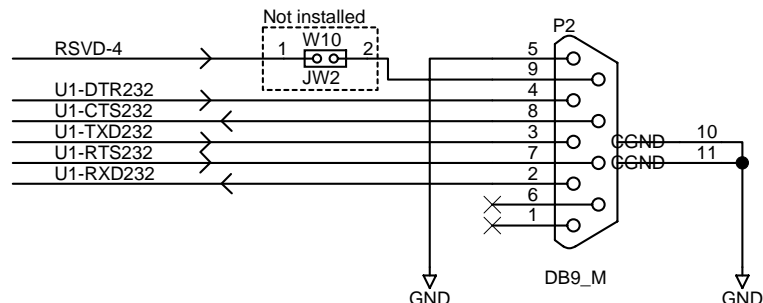 Not installed
P2
RSVD-4
1
W10
2
5
JW2
9
U1-DTR232
4
U1-CTS232
8
U1-TXD232
3
CGND
10
U1-RTS232
7
CGND
11
U1-RXD232
2
6
1
DB9_M
GND
GND